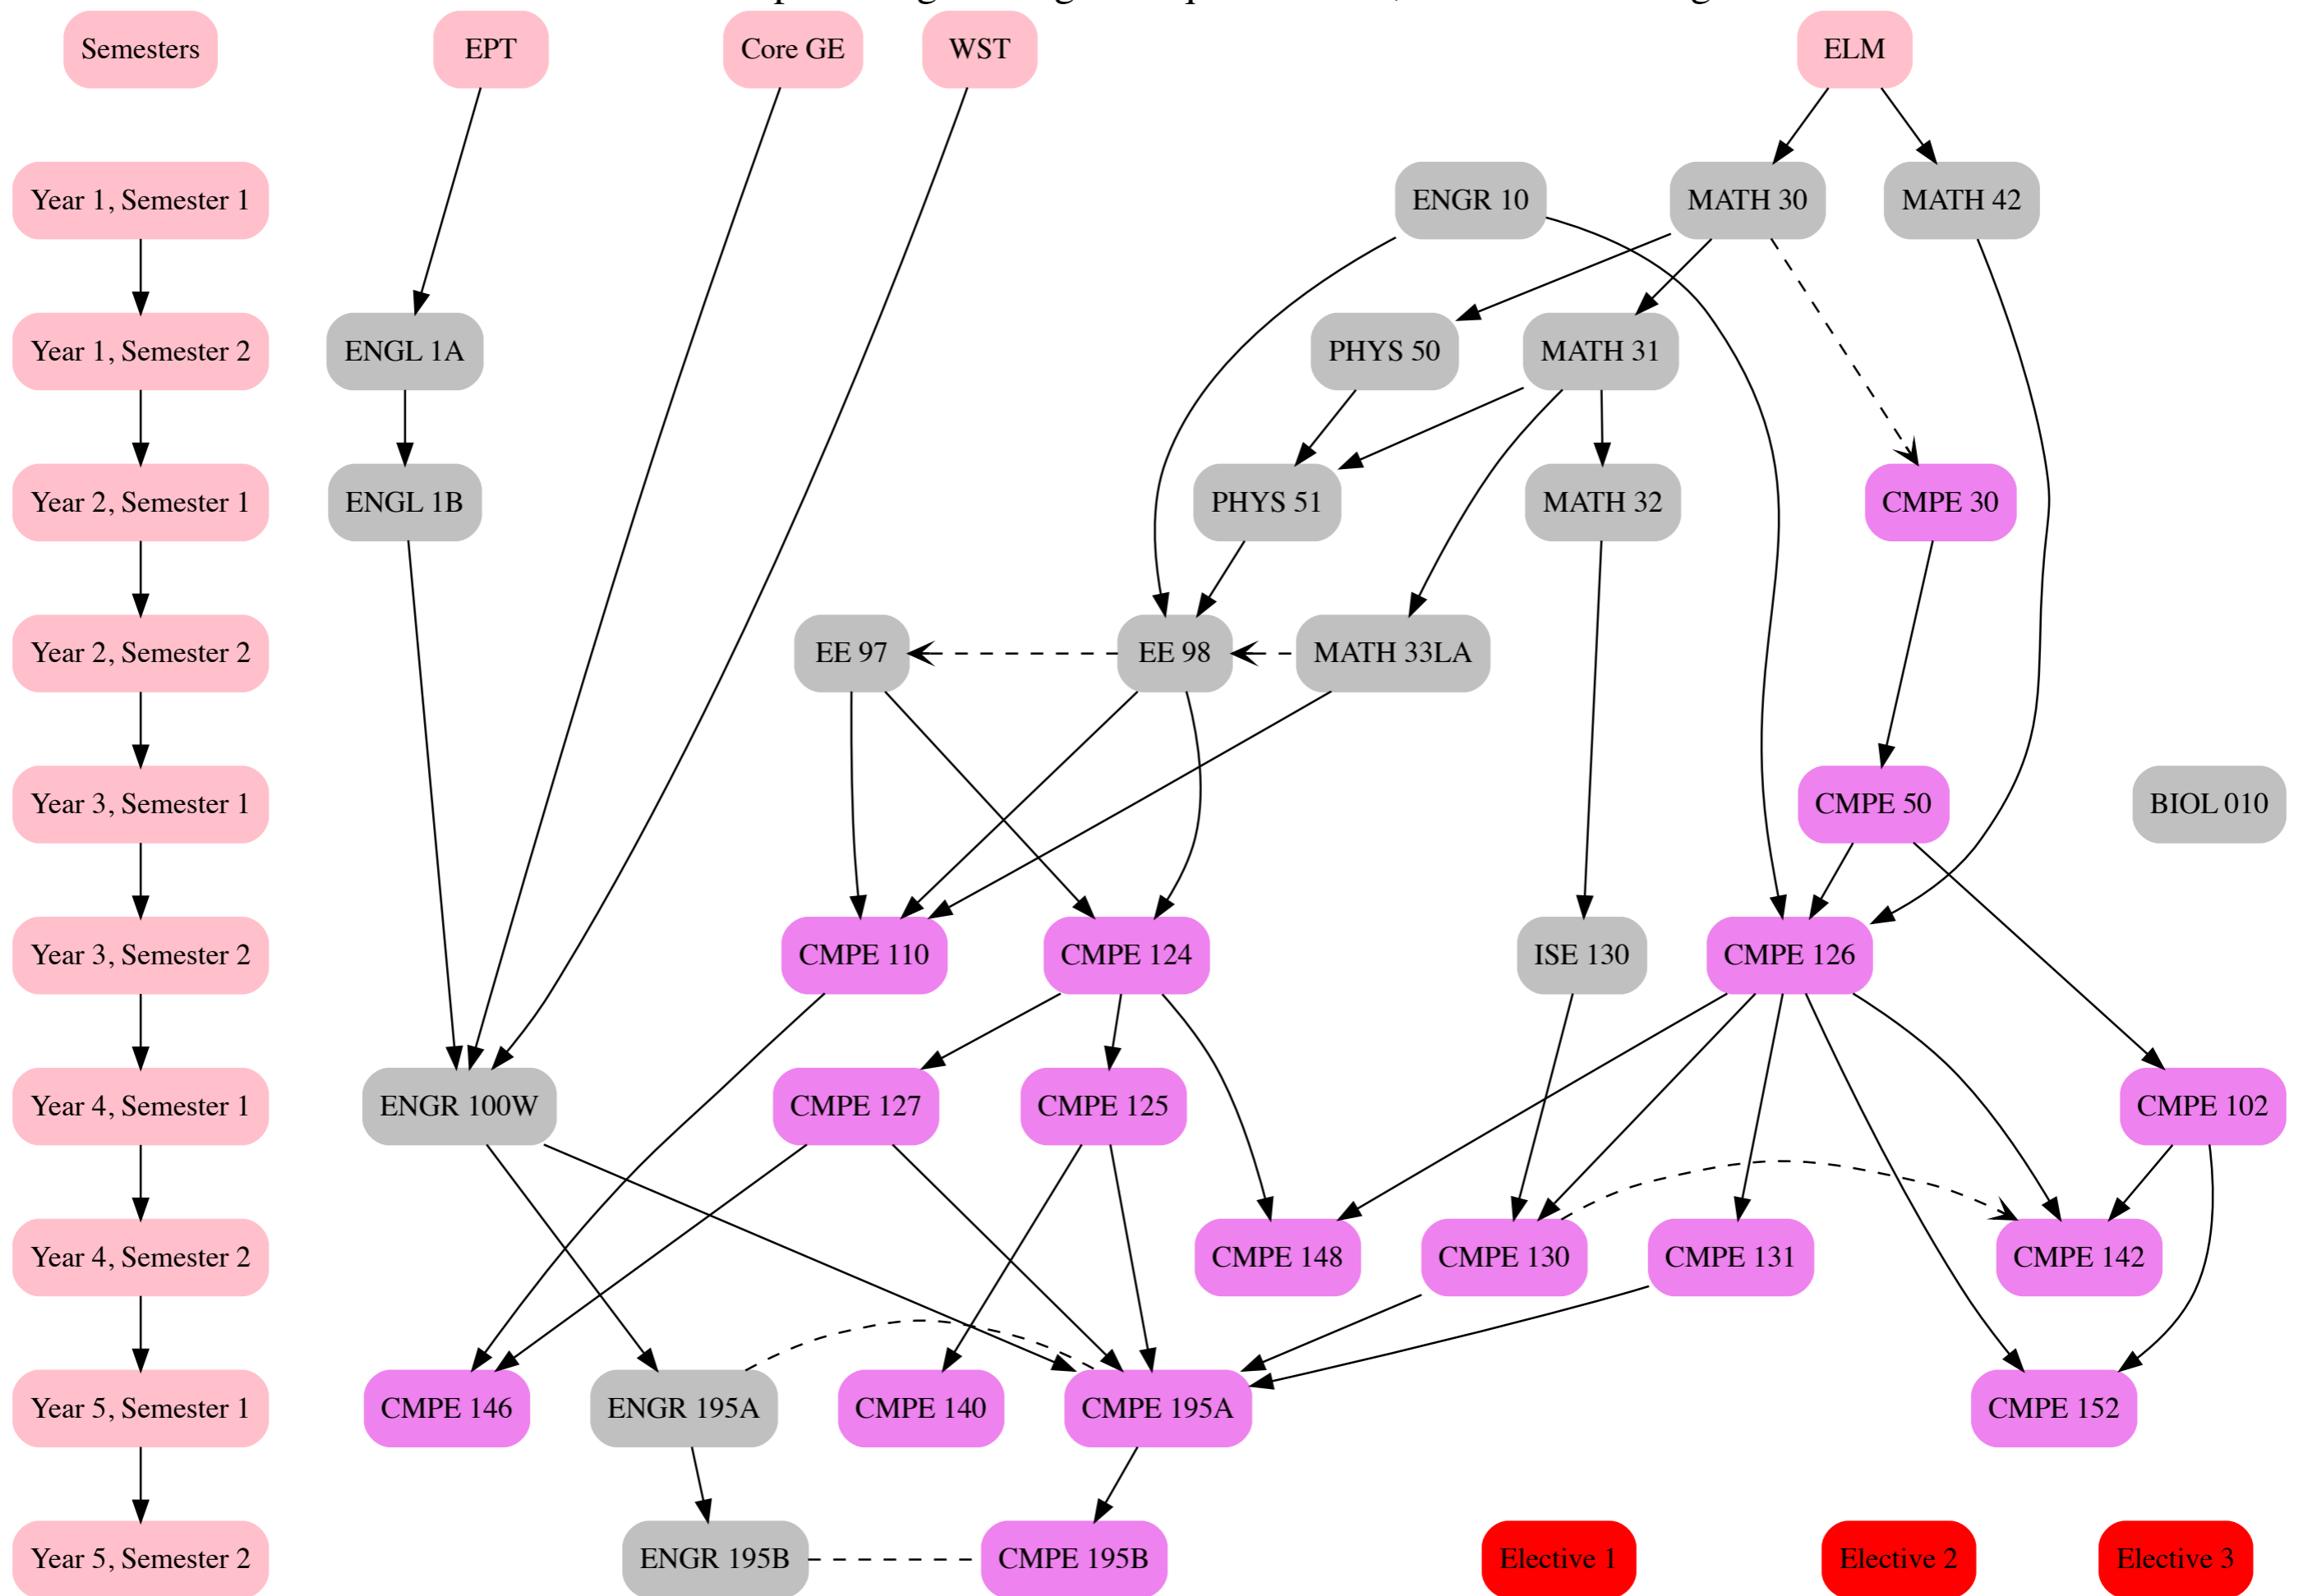 Semesters EPT Core GE WST ELM
Year 1, Semester 1 ENGR 10 MATH 30 MATH 42
Year 1, Semester 2 ENGL 1A PHYS 50 MATH 31
Year 2, Semester 1 ENGL 1B PHYS 51 MATH 32 CMPE 30
Year 2, Semester 2 EE 97 EE 98 MATH 33LA
Year 3, Semester 1 CMPE 50 BIOL 010
Year 3, Semester 2 CMPE 110 CMPE 124 ISE 130 CMPE 126
Year 4, Semester 1 ENGR 100W CMPE 127 CMPE 125 CMPE 102
Year 4, Semester 2 CMPE 148 CMPE 130 CMPE 131 CMPE 142
Year 5, Semester 1 CMPE 146 ENGR 195A CMPE 140 CMPE 195A CMPE 152
Year 5, Semester 2 ENGR 195B CMPE 195B Elective 1 Elective 2 Elective 3